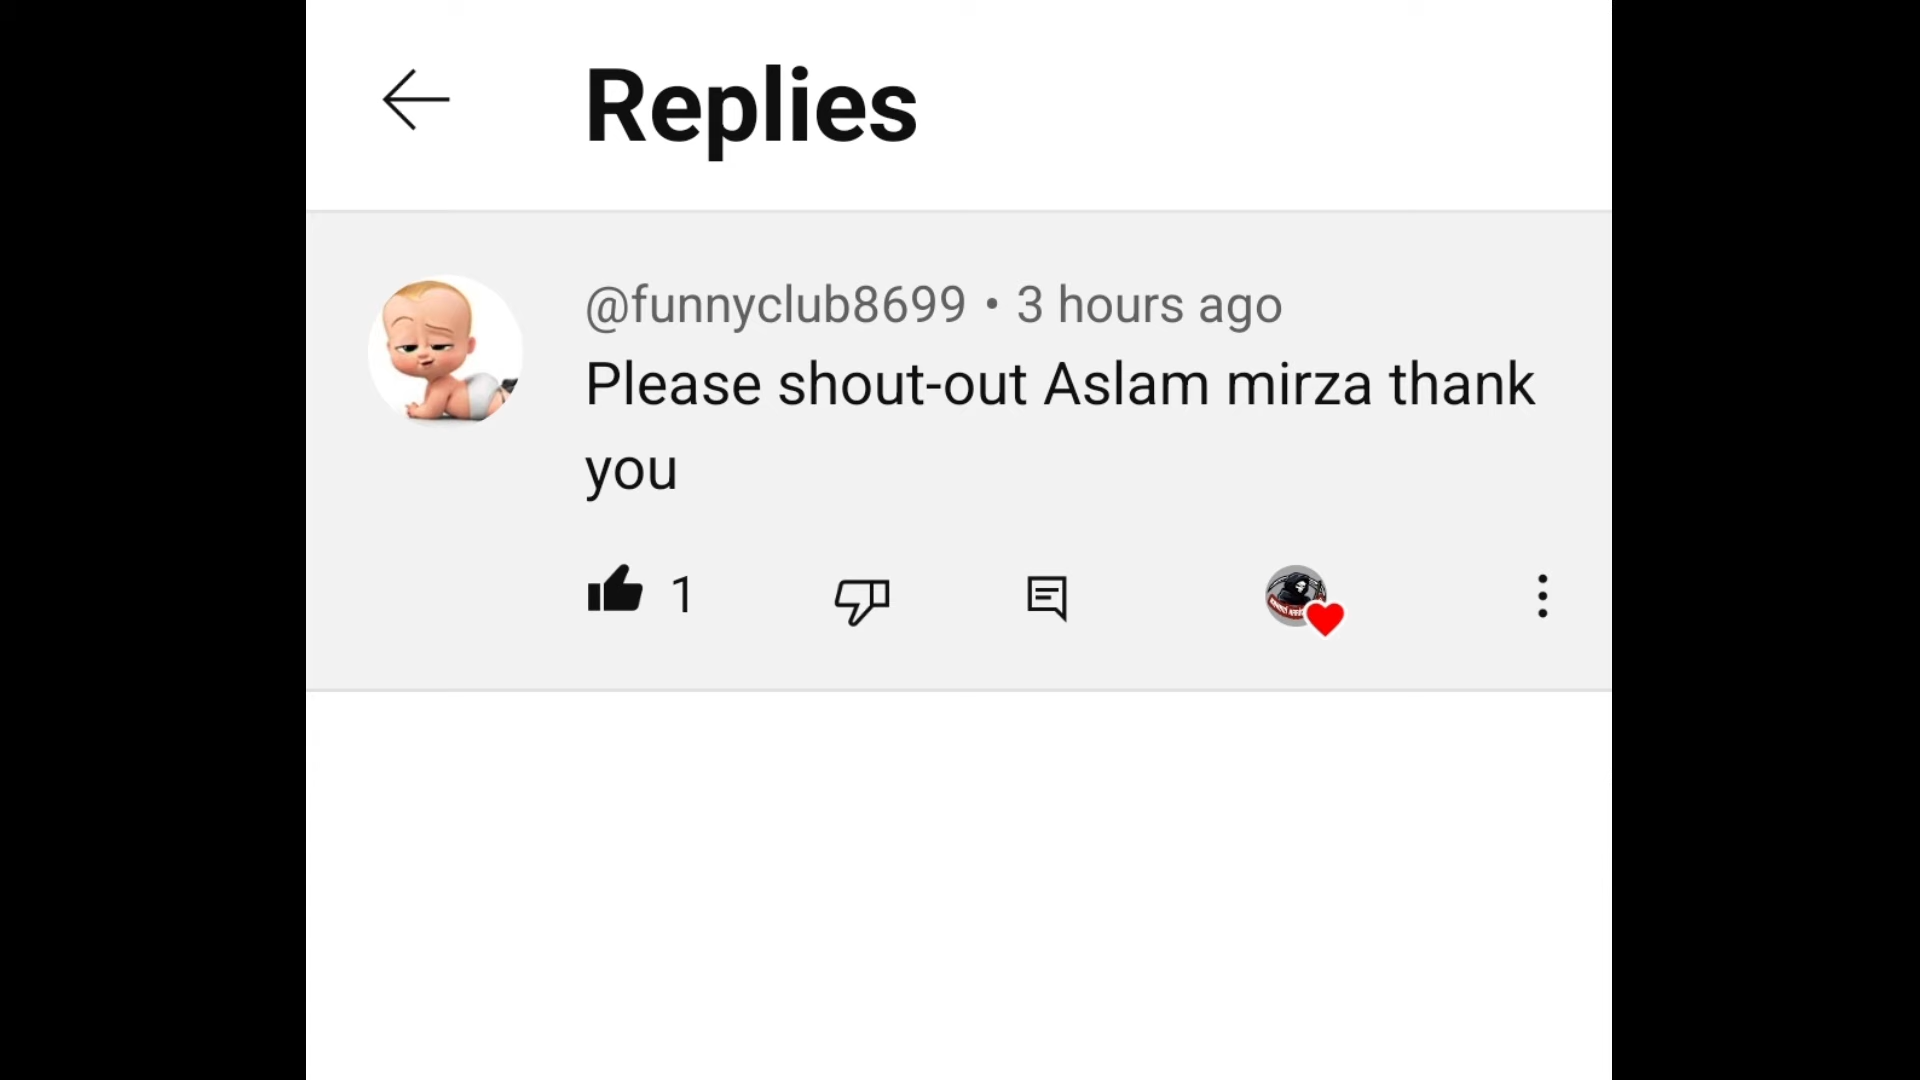 Replies
@funnyclub8699 • 3 hours ago
Please shout-out Aslam mirza thank
you
1